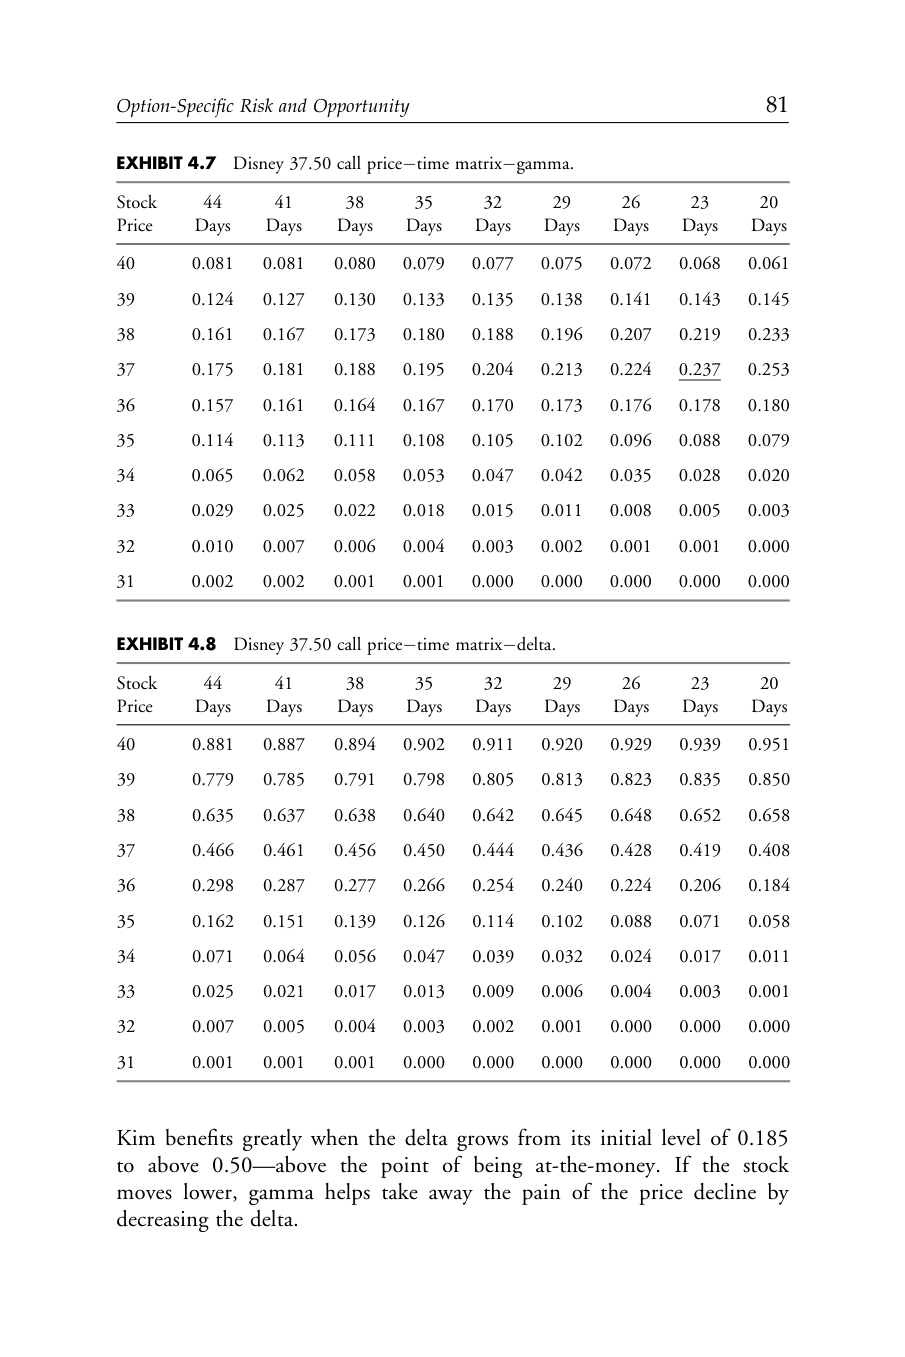 Option-Specific Risk and Opportunity 81
EXHIBIT 4.7 Disney 37.50 call price–time matrix–gamma.
Stock 44 41 38 35 32 29 26 23 20
Price Days Days Days Days Days Days Days Days Days
40 0.081 0.081 0.080 0.079 0.077 0.075 0.072 0.068 0.061
39 0.124 0.127 0.130 0.133 0.135 0.138 0.141 0.143 0.145
38 0.161 0.167 0.173 0.180 0.188 0.196 0.207 0.219 0.233
37 0.175 0.181 0.188 0.195 0.204 0.213 0.224 0.237 0.253
36 0.157 0.161 0.164 0.167 0.170 0.173 0.176 0.178 0.180
35 0.114 0.113 0.111 0.108 0.105 0.102 0.096 0.088 0.079
34 0.065 0.062 0.058 0.053 0.047 0.042 0.035 0.028 0.020
33 0.029 0.025 0.022 0.018 0.015 0.011 0.008 0.005 0.003
32 0.010 0.007 0.006 0.004 0.003 0.002 0.001 0.001 0.000
31 0.002 0.002 0.001 0.001 0.000 0.000 0.000 0.000 0.000
EXHIBIT 4.8 Disney 37.50 call price–time matrix–delta.
Stock 44 41 38 35 32 29 26 23 20
Price Days Days Days Days Days Days Days Days Days
40 0.881 0.887 0.894 0.902 0.911 0.920 0.929 0.939 0.951
39 0.779 0.785 0.791 0.798 0.805 0.813 0.823 0.835 0.850
38 0.635 0.637 0.638 0.640 0.642 0.645 0.648 0.652 0.658
37 0.466 0.461 0.456 0.450 0.444 0.436 0.428 0.419 0.408
36 0.298 0.287 0.277 0.266 0.254 0.240 0.224 0.206 0.184
35 0.162 0.151 0.139 0.126 0.114 0.102 0.088 0.071 0.058
34 0.071 0.064 0.056 0.047 0.039 0.032 0.024 0.017 0.011
33 0.025 0.021 0.017 0.013 0.009 0.006 0.004 0.003 0.001
32 0.007 0.005 0.004 0.003 0.002 0.001 0.000 0.000 0.000
31 0.001 0.001 0.001 0.000 0.000 0.000 0.000 0.000 0.000
Kim benefits greatly when the delta grows from its initial level of 0.185
to above 0.50—above the point of being at-the-money. If the stock
moves lower, gamma helps take away the pain of the price decline by
decreasing the delta.